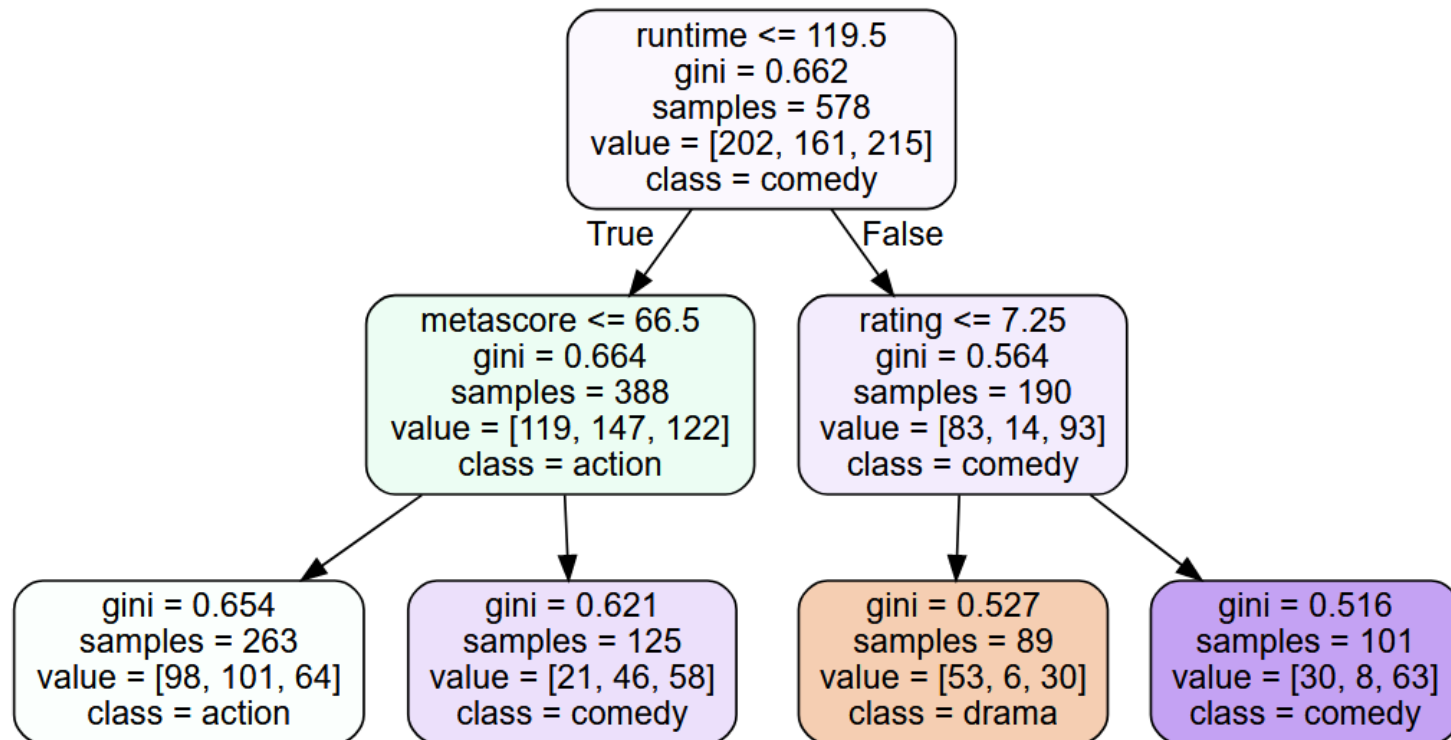 runtime <= 119.5
gini = 0.662
samples = 578
value = [202, 161, 215]
class = comedy
True
False
metascore <= 66.5
gini = 0.664
samples = 388
value = [119, 147, 122]
class = action
rating <= 7.25
gini = 0.564
samples = 190
value = [83, 14, 93]
class = comedy
gini = 0.654
samples = 263
value = [98, 101, 64]
class = action
gini = 0.621
samples = 125
value = [21, 46, 58]
class = comedy
gini = 0.527
samples = 89
value = [53, 6, 30]
class = drama
gini = 0.516
samples = 101
value = [30, 8, 63]
class = comedy